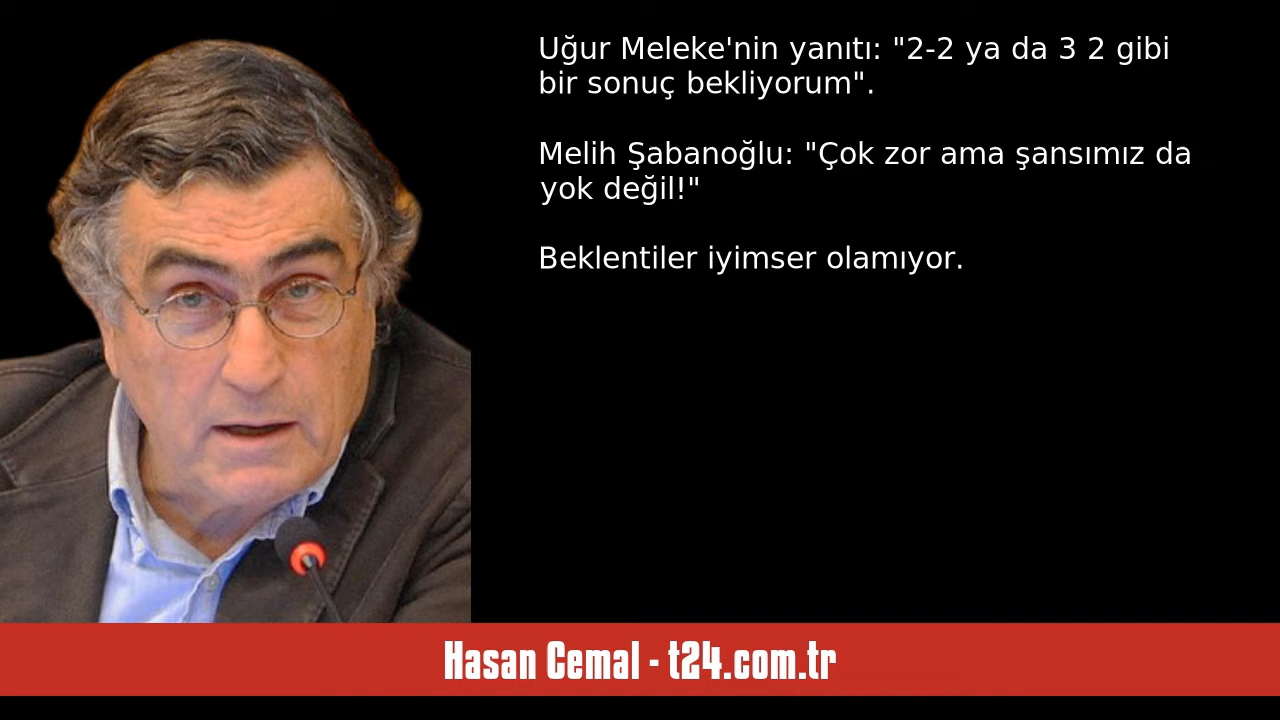 Uğur Meleke'nin yanıtı: "2-2 ya da 3 2 gibi
bir sonuç bekliyorum".
Melih Şabanoğlu: "Çok zor ama şansımız da
yok değil!"
Beklentiler iyimser olamıyor.
Hasan Cemal - t24.com.tr